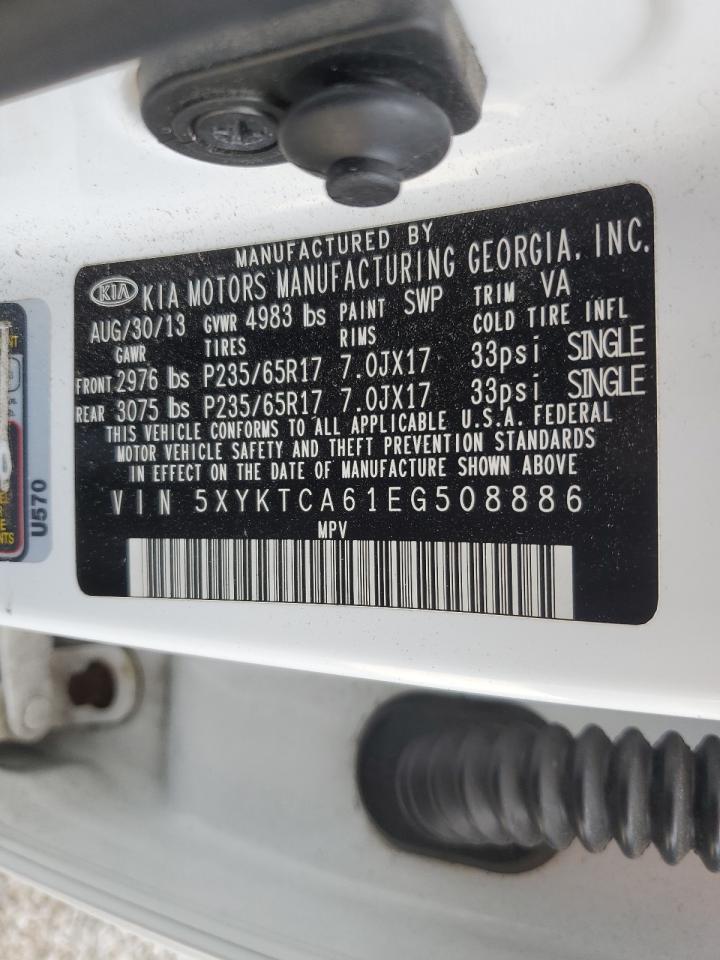 MANUFACTURED BY
KIA KIA MOTORS MANUFACTURING GEORGIA, INC.
AUG/30/13 GVWR 4983 lbs PAINT SWP TRIM VA
GAWR TIRES RIMS COLD TIRE INFL
FRONT 2976 lbs P235/65R17 7.0JX17 33psi SINGLE
REAR 3075 lbs P235/65R17 7.0JX17 33psi SINGLE
THIS VEHICLE CONFORMS TO ALL APPLICABLE U.S.A. FEDERAL
MOTOR VEHICLE SAFETY AND THEFT PREVENTION STANDARDS
IN EFFECT ON THE DATE OF MANUFACTURE SHOWN ABOVE
VIN 5XYKTCA61EG508886
MPV
U570